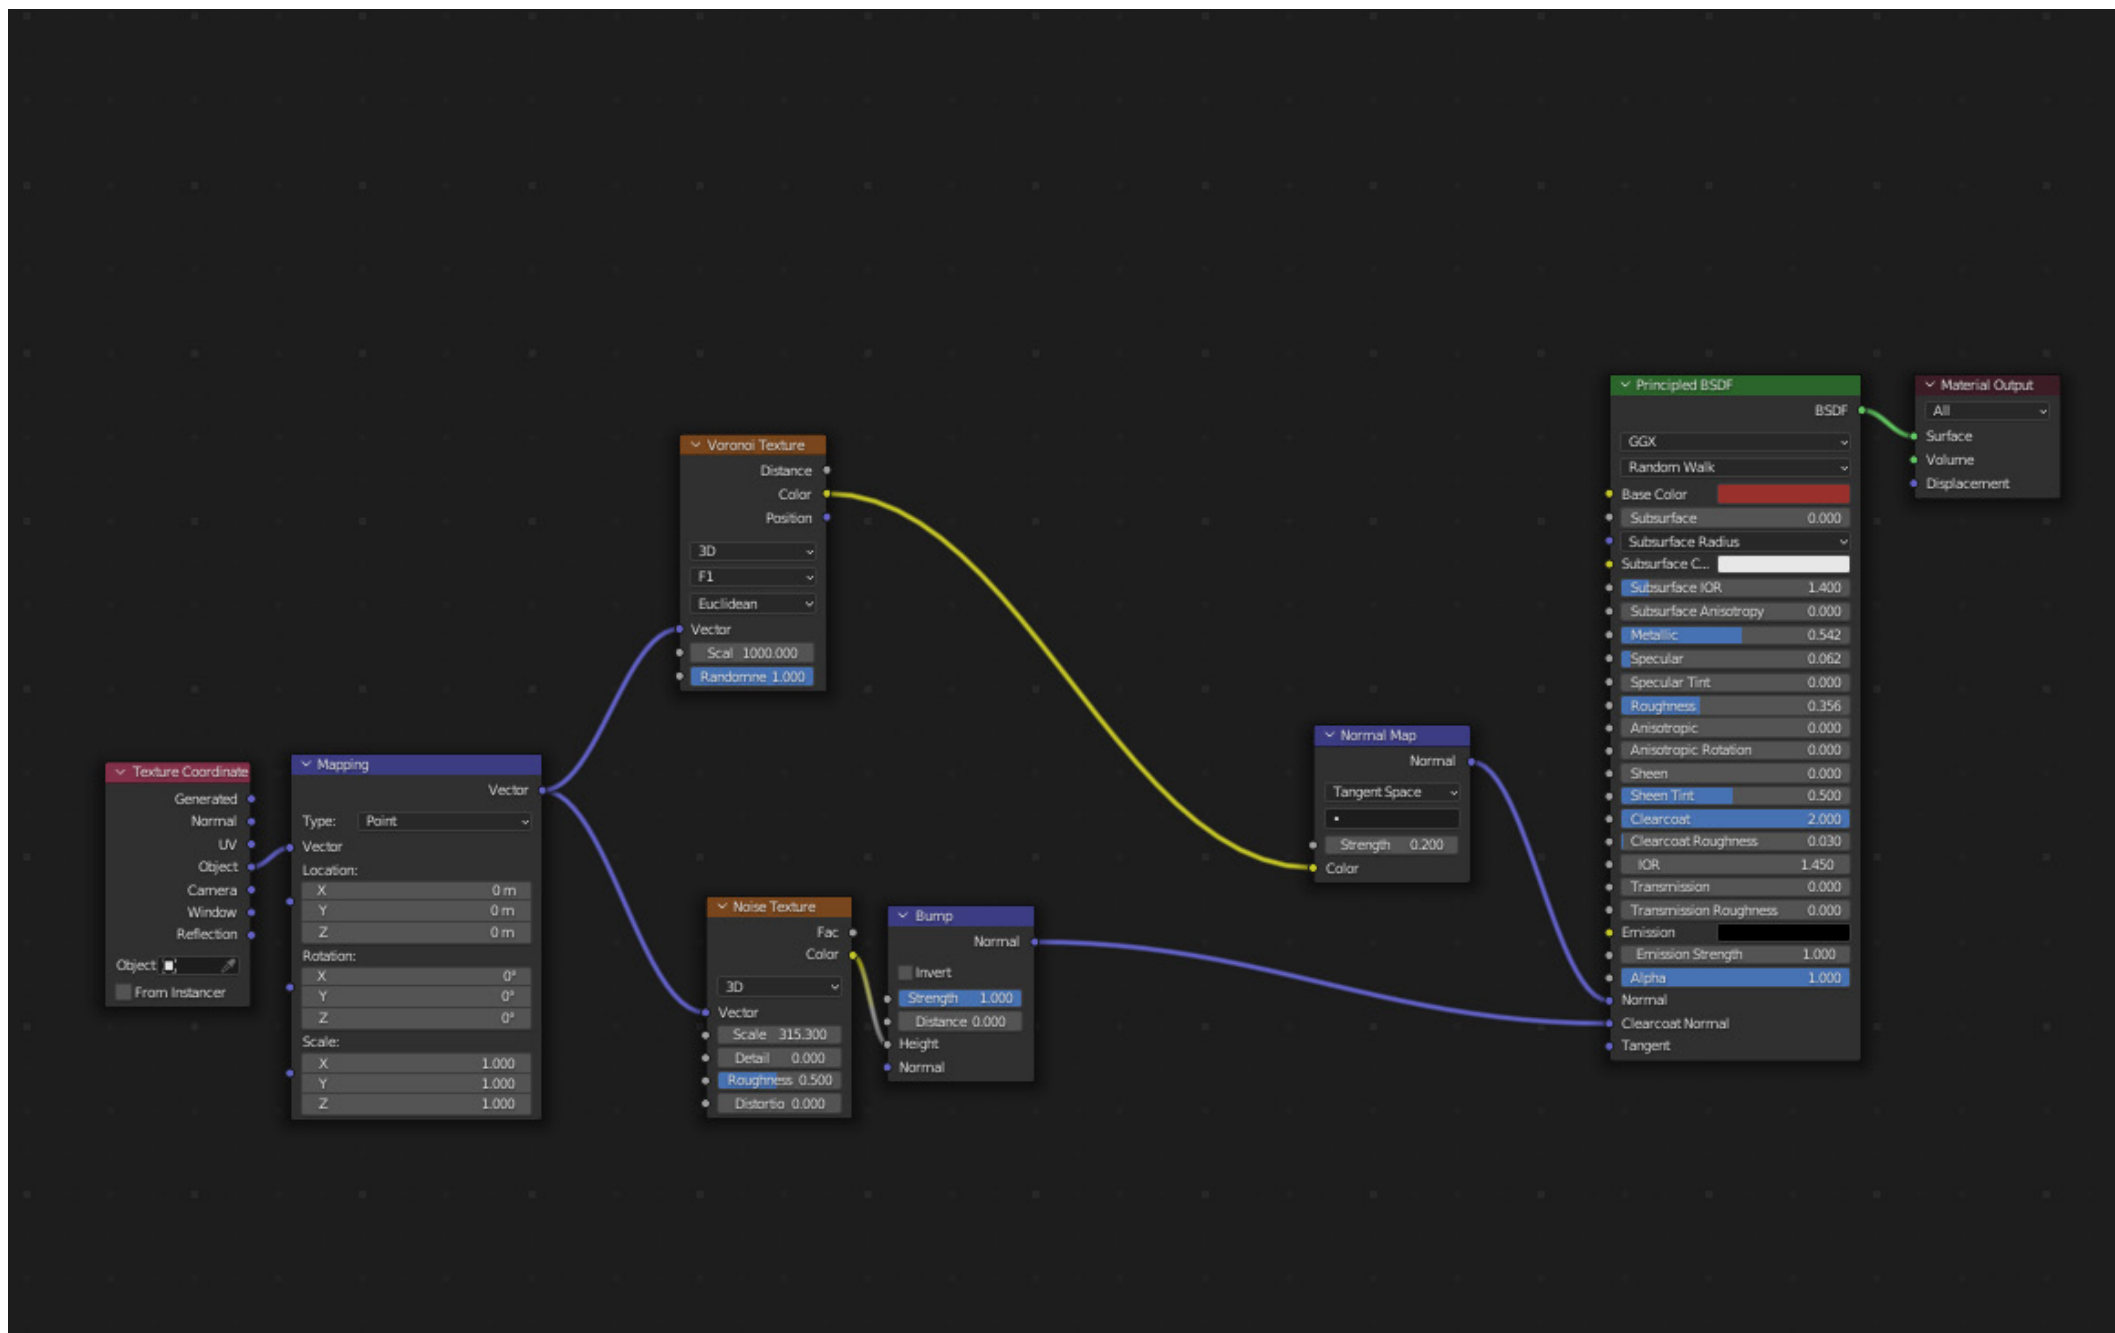 Texture Coordinate
Generated
Normal
UV
Object
Camera
Window
Reflection
Object
From Instancer
Mapping
Vector
Type: Point
Vector
Location:
X 0 m
Y 0 m
Z 0 m
Rotation:
X 0°
Y 0°
Z 0°
Scale:
X 1.000
Y 1.000
Z 1.000
Voronoi Texture
Distance
Color
Position
3D
F1
Euclidean
Vector
Scal 1000.000
Randomne 1.000
Noise Texture
Fac
Color
3D
Vector
Scale 315.300
Detail 0.000
Roughness 0.500
Distortio 0.000
Bump
Normal
Invert
Strength 1.000
Distance 0.000
Height
Normal
Normal Map
Normal
Tangent Space
Strength 0.200
Color
Principled BSDF
BSDF
GGX
Random Walk
Base Color
Subsurface 0.000
Subsurface Radius
Subsurface C...
Subsurface IOR 1.400
Subsurface Anisotropy 0.000
Metallic 0.542
Specular 0.062
Specular Tint 0.000
Roughness 0.356
Anisotropic 0.000
Anisotropic Rotation 0.000
Sheen 0.000
Sheen Tint 0.500
Clearcoat 2.000
Clearcoat Roughness 0.030
IOR 1.450
Transmission 0.000
Transmission Roughness 0.000
Emission
Emission Strength 1.000
Alpha 1.000
Normal
Clearcoat Normal
Tangent
Material Output
All
Surface
Volume
Displacement